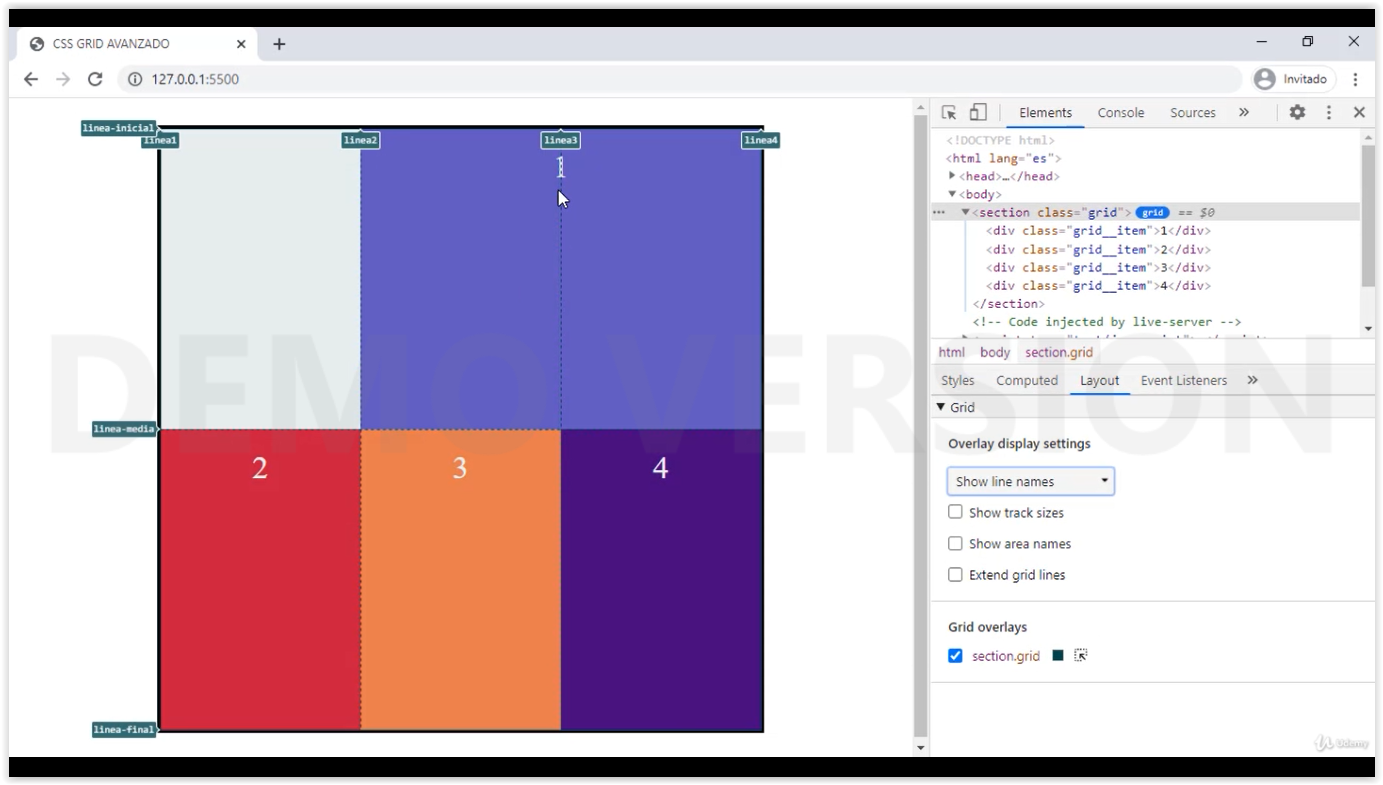 CSS GRID AVANZADO
127.0.0.1:5500
Invitado
linea-inicial
linea1
linea2
linea3
linea4
1
linea-media
2
3
4
linea-final
Elements Console Sources
<!DOCTYPE html>
<html lang="es">
<head>…</head>
<body>
<section class="grid"> grid == $0
<div class="grid__item">1</div>
<div class="grid__item">2</div>
<div class="grid__item">3</div>
<div class="grid__item">4</div>
</section>
<!-- Code injected by live-server -->
html body section.grid
Styles Computed Layout Event Listeners
Grid
Overlay display settings
Show line names
Show track sizes
Show area names
Extend grid lines
Grid overlays
section.grid
DEMO VERSION
Udemy